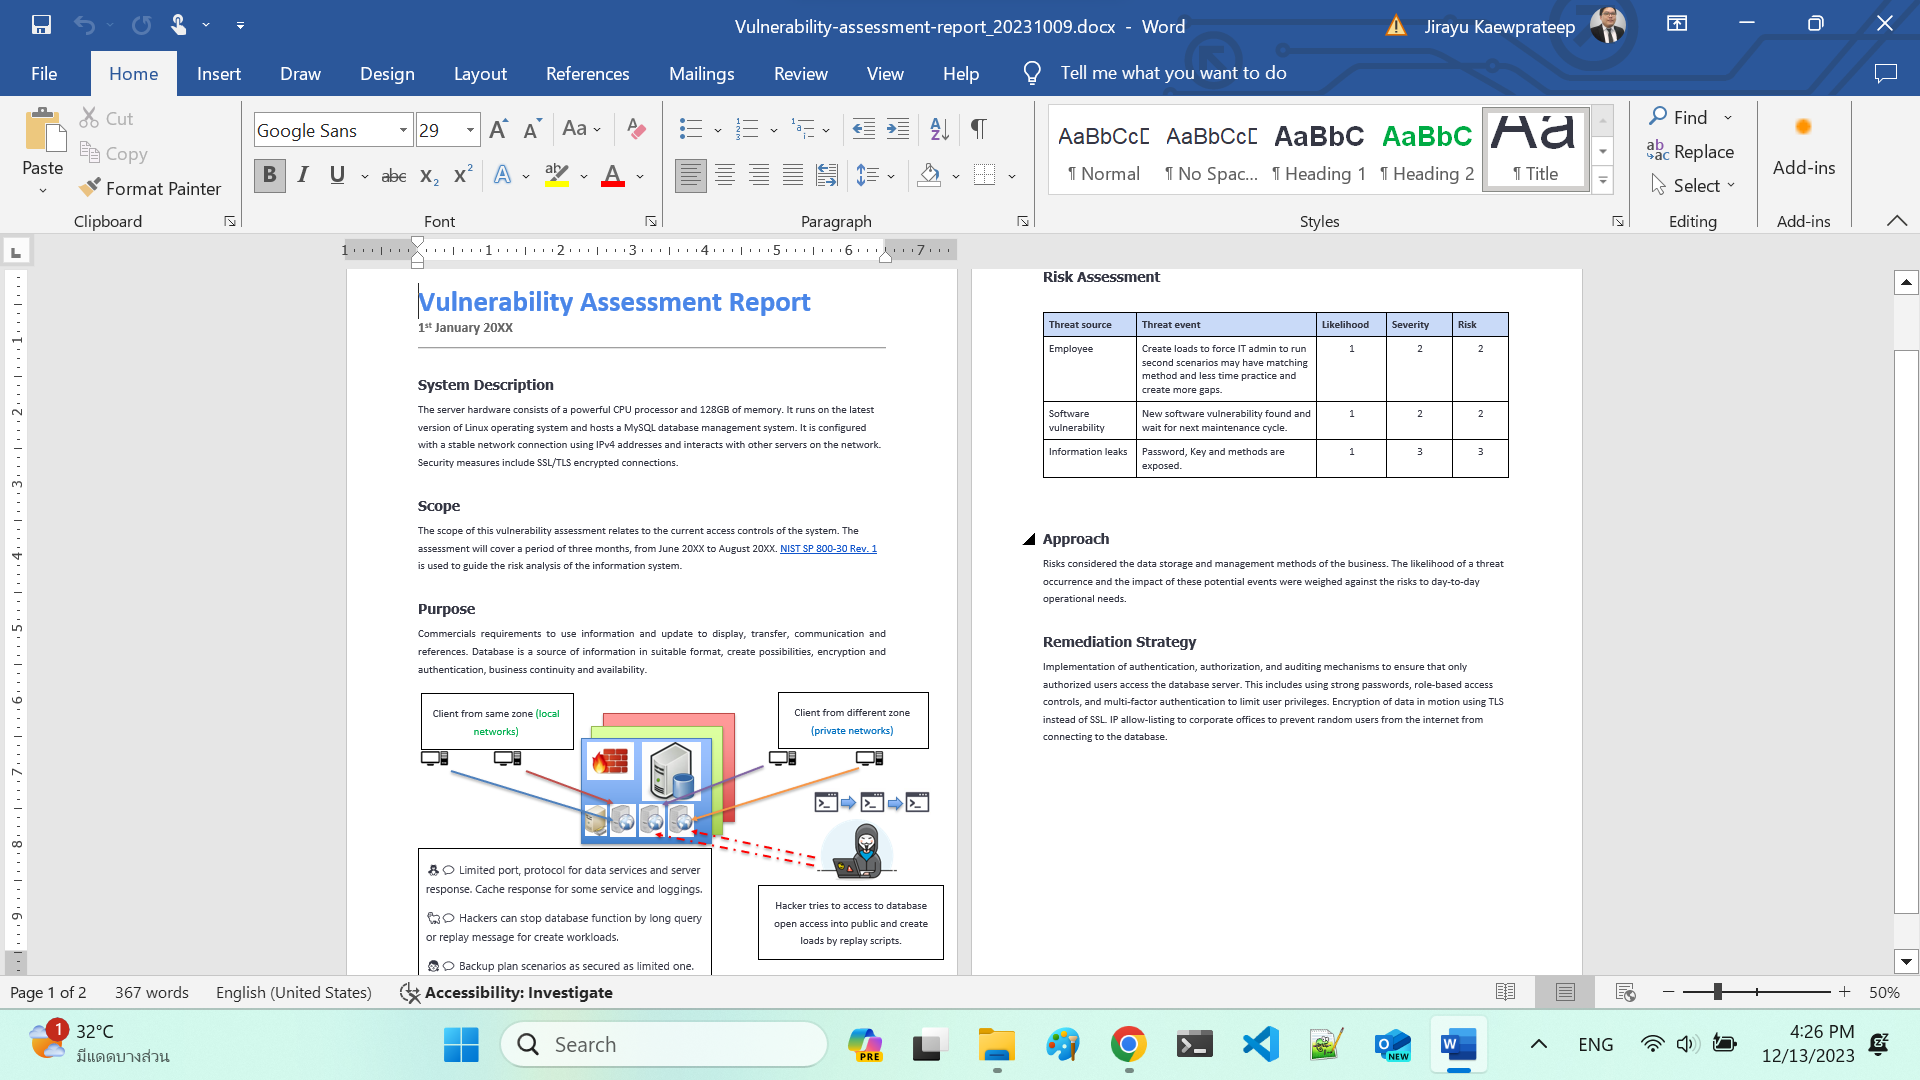 Vulnerability-assessment-report_20231009.docx - Word
Jirayu Kaewprateep
File Home Insert Draw Design Layout References Mailings Review View Help Tell me what you want to do
Paste
Cut
Copy
Format Painter
Clipboard
Google Sans 29
Font
Paragraph
AaBbCcD AaBbCcD AaBbC AaBbC Aa
¶ Normal ¶ No Spac... ¶ Heading 1 ¶ Heading 2 ¶ Title
Styles
Find
Replace
Select
Editing
Add-ins
Add-ins
1 1 2 3 4 5 6 7
1
2
3
4
5
6
7
8
9
Vulnerability Assessment Report
1st January 20XX
System Description
The server hardware consists of a powerful CPU processor and 128GB of memory. It runs on the latest
version of Linux operating system and hosts a MySQL database management system. It is configured
with a stable network connection using IPv4 addresses and interacts with other servers on the network.
Security measures include SSL/TLS encrypted connections.
Scope
The scope of this vulnerability assessment relates to the current access controls of the system. The
assessment will cover a period of three months, from June 20XX to August 20XX. NIST SP 800-30 Rev. 1
is used to guide the risk analysis of the information system.
Purpose
Commercials requirements to use information and update to display, transfer, communication and
references. Database is a source of information in suitable format, create possibilities, encryption and
authentication, business continuity and availability.
Client from same zone (local
networks)
Client from different zone
(private networks)
Limited port, protocol for data services and server
response. Cache response for some service and loggings.
Hackers can stop database function by long query
or replay message for create workloads.
Backup plan scenarios as secured as limited one.
Hacker tries to access to database
open access into public and create
loads by replay scripts.
Risk Assessment
Threat source Threat event Likelihood Severity Risk
Employee Create loads to force IT admin to run 1 2 2
second scenarios may have matching
method and less time practice and
create more gaps.
Software New software vulnerability found and 1 2 2
vulnerability wait for next maintenance cycle.
Information leaks Password, Key and methods are 1 3 3
exposed.
Approach
Risks considered the data storage and management methods of the business. The likelihood of a threat
occurrence and the impact of these potential events were weighed against the risks to day-to-day
operational needs.
Remediation Strategy
Implementation of authentication, authorization, and auditing mechanisms to ensure that only
authorized users access the database server. This includes using strong passwords, role-based access
controls, and multi-factor authentication to limit user privileges. Encryption of data in motion using TLS
instead of SSL. IP allow-listing to corporate offices to prevent random users from the internet from
connecting to the database.
Page 1 of 2 367 words English (United States) Accessibility: Investigate 50%
1
32°C
มีแดดบางส่วน
Search
PRE
NEW
ENG
4:26 PM
12/13/2023